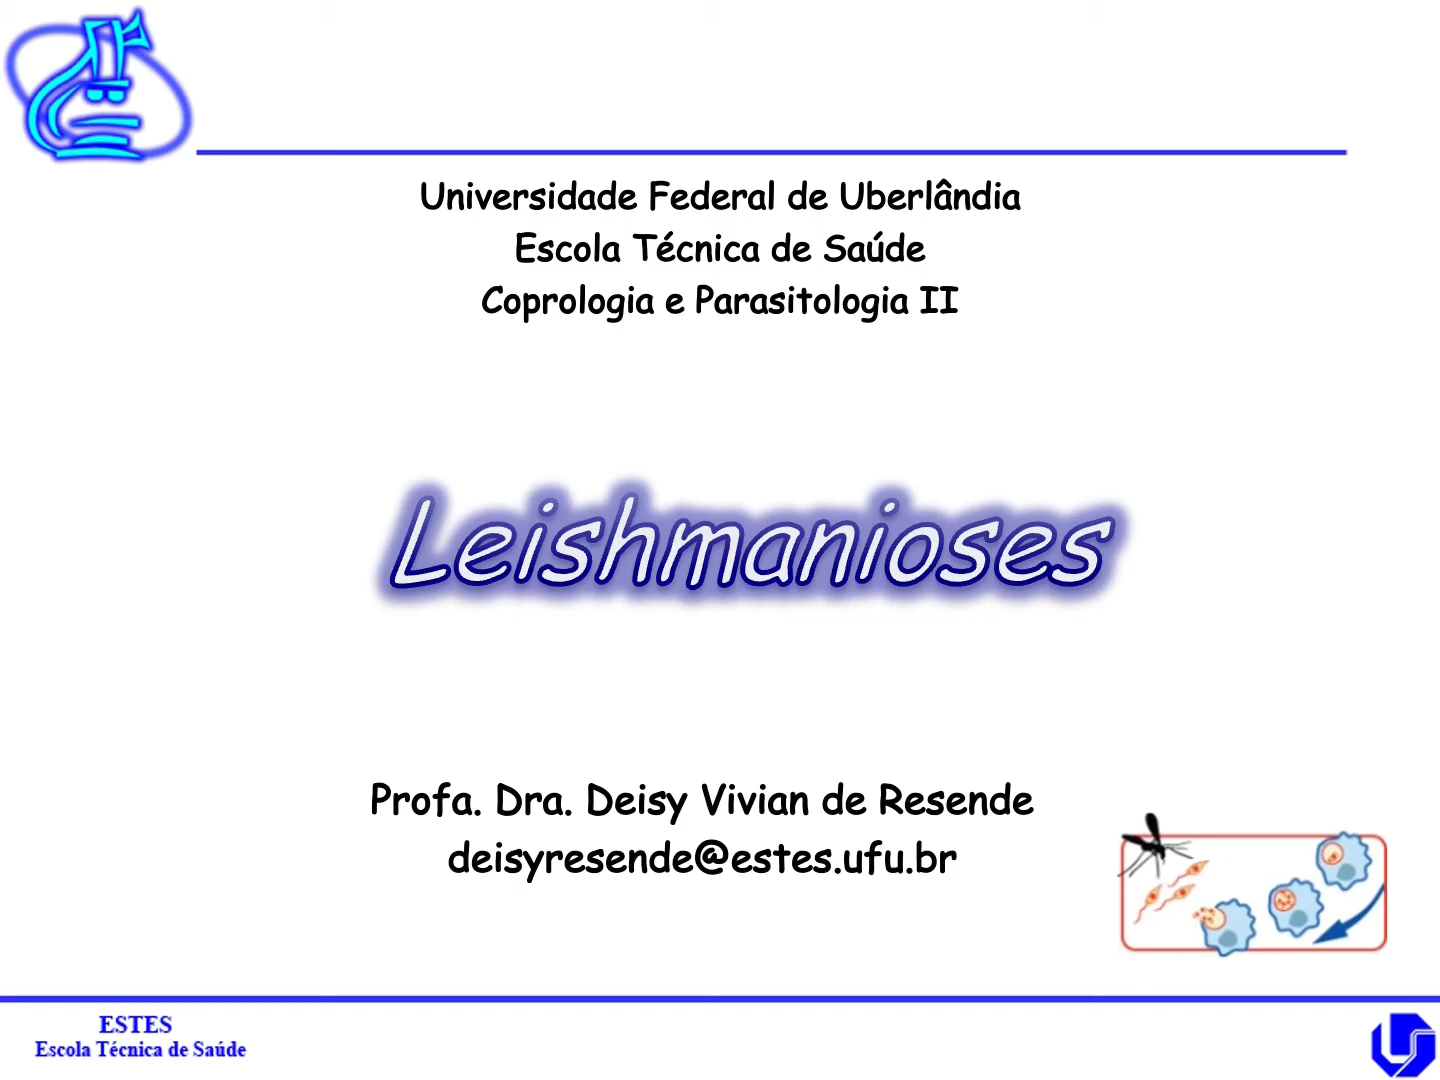 Universidade Federal de Uberlândia
Escola Técnica de Saúde
Coprologia e Parasitologia II
Leishmanioses
Profa. Dra. Deisy Vivian de Resende
deisyresende@estes.ufu.br
ESTES
Escola Técnica de Saúde